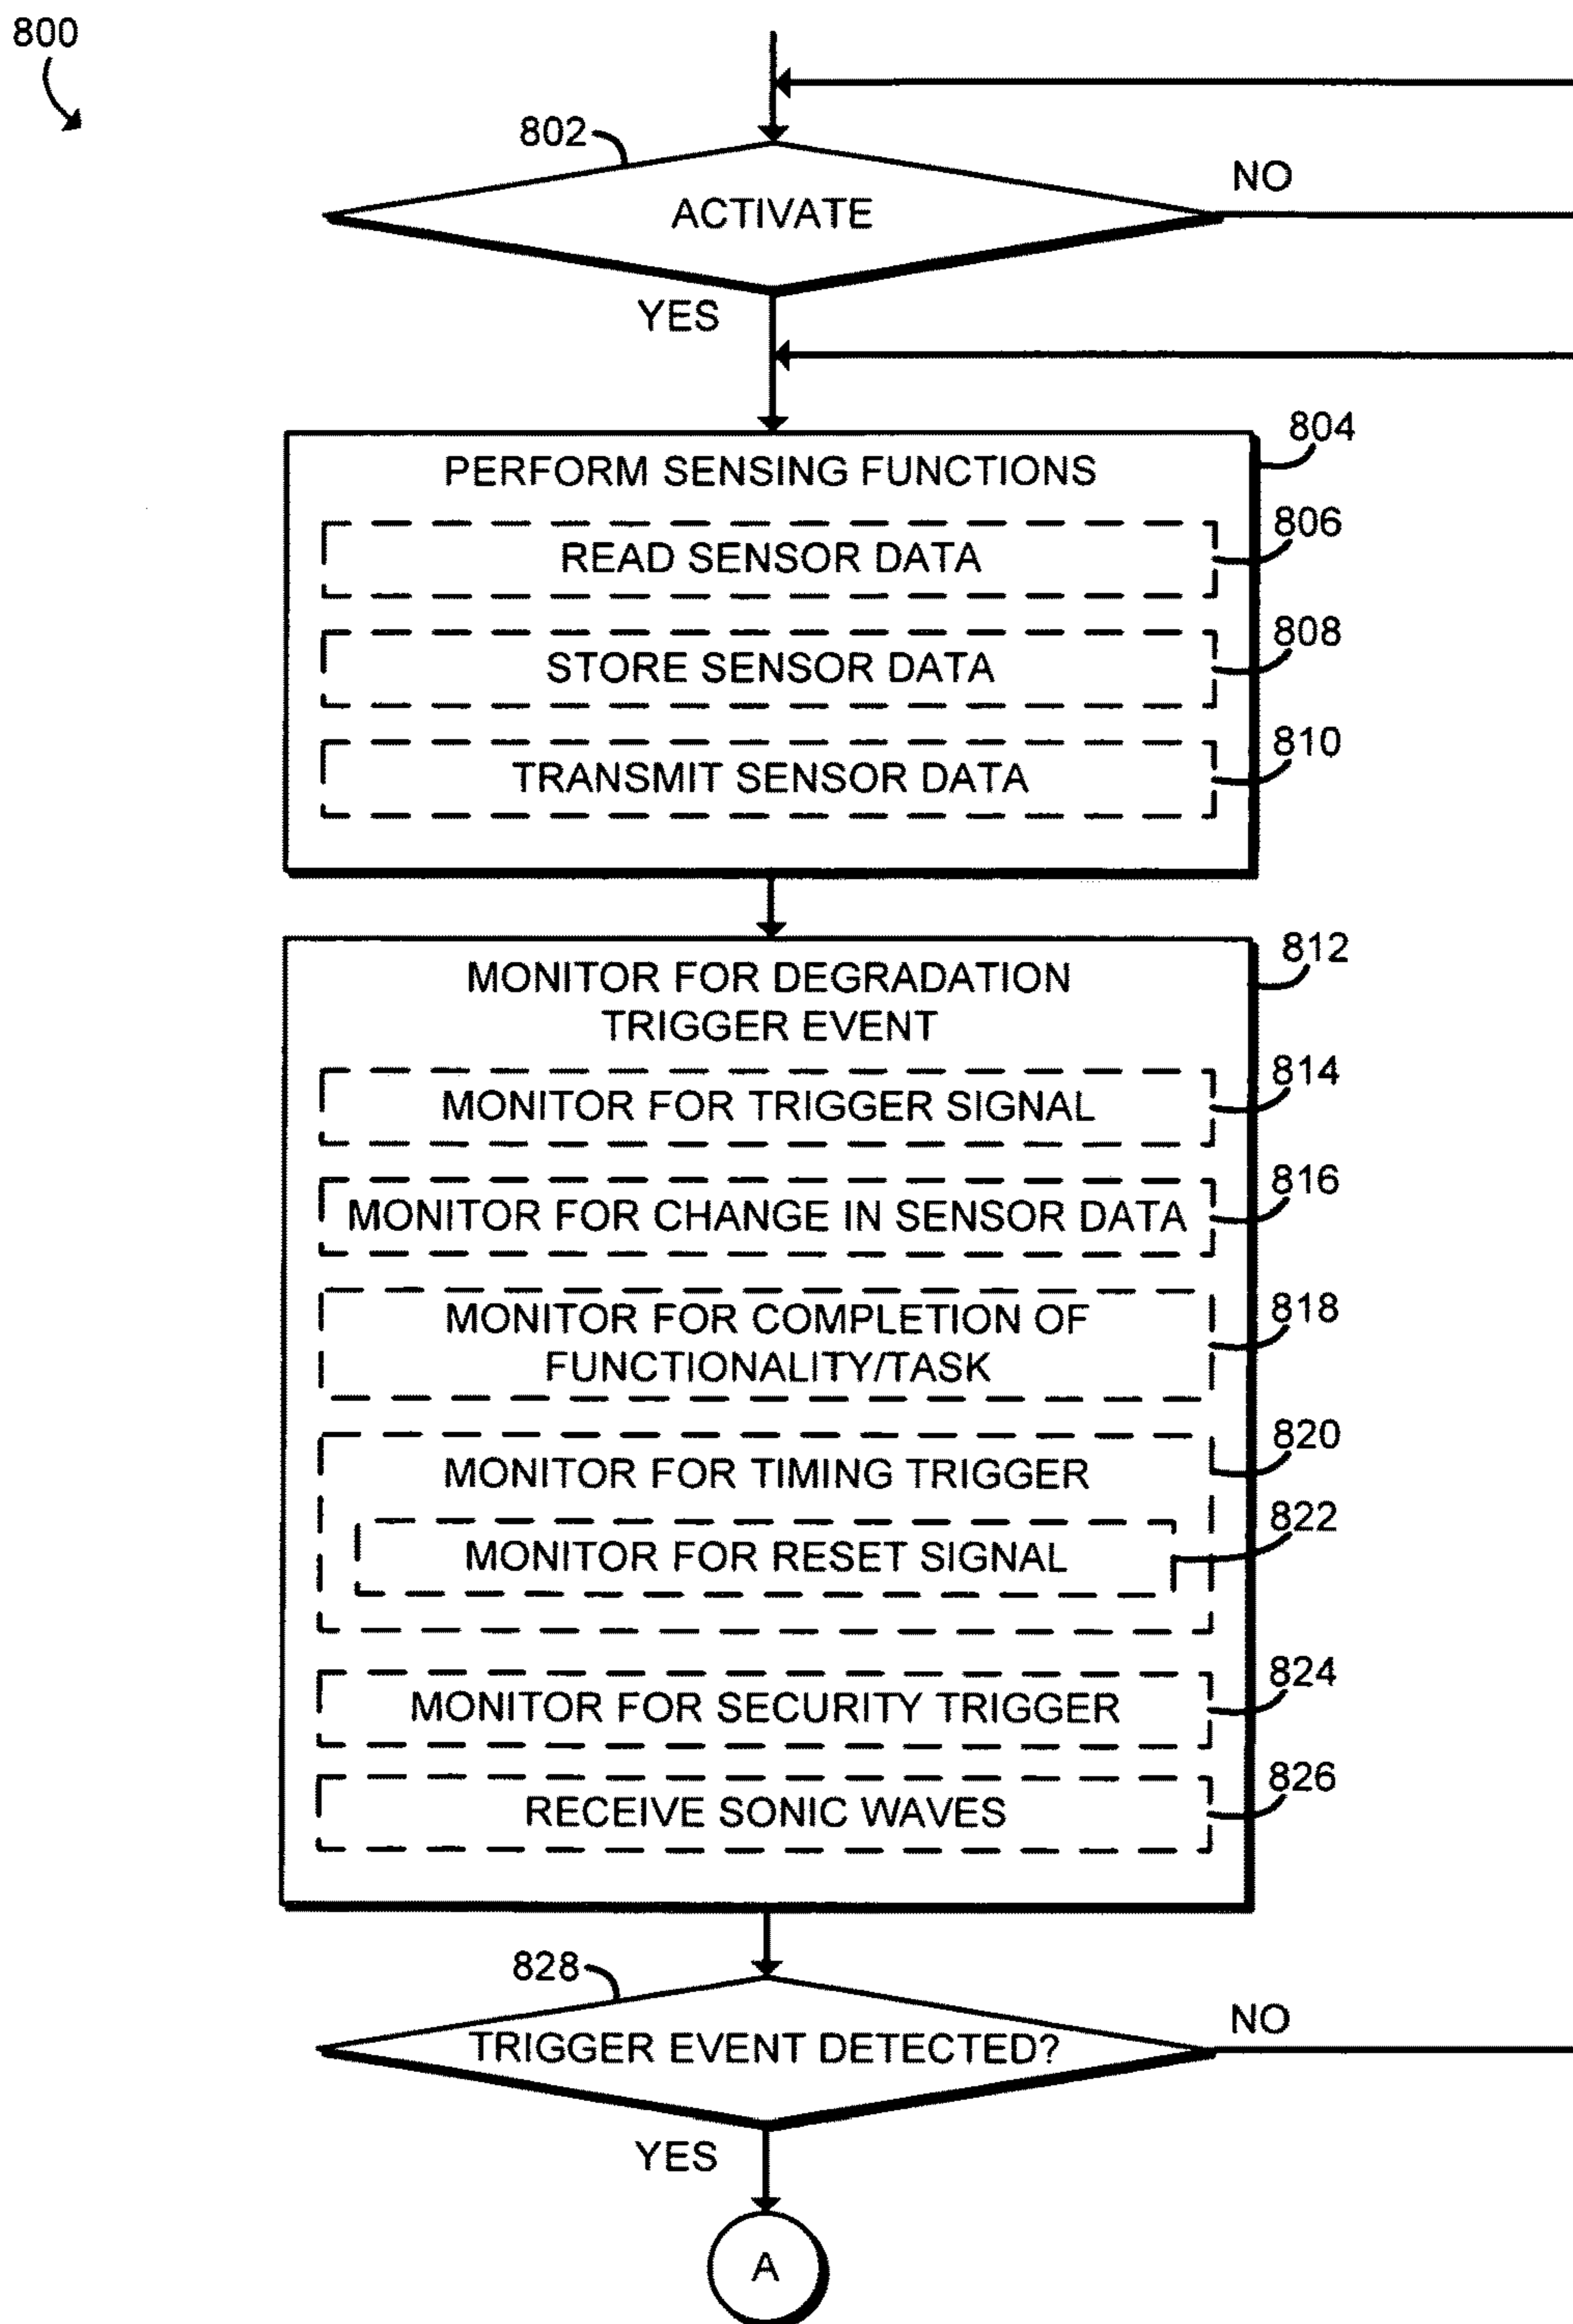 800
802
ACTIVATE
NO
YES
804
PERFORM SENSING FUNCTIONS
806
READ SENSOR DATA
808
STORE SENSOR DATA
810
TRANSMIT SENSOR DATA
812
MONITOR FOR DEGRADATION
TRIGGER EVENT
814
MONITOR FOR TRIGGER SIGNAL
816
MONITOR FOR CHANGE IN SENSOR DATA
818
MONITOR FOR COMPLETION OF
FUNCTIONALITY/TASK
820
MONITOR FOR TIMING TRIGGER
822
MONITOR FOR RESET SIGNAL
824
MONITOR FOR SECURITY TRIGGER
826
RECEIVE SONIC WAVES
828
TRIGGER EVENT DETECTED?
NO
YES
A